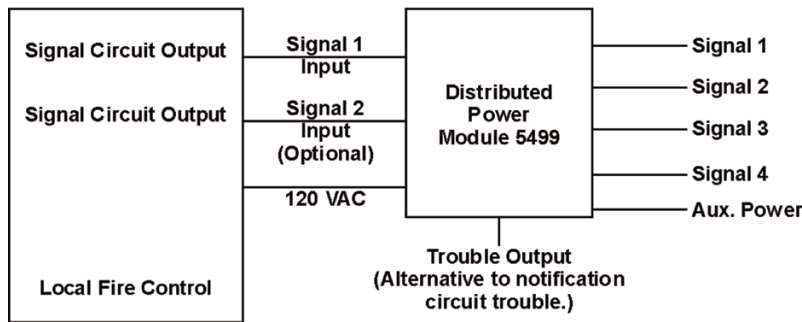 Signal Circuit Output
Signal Circuit Output
Local Fire Control
Signal 1
Input
Signal 2
Input
(Optional)
120 VAC
Distributed
Power
Module 5499
Signal 1
Signal 2
Signal 3
Signal 4
Aux. Power
Trouble Output
(Alternative to notification
circuit trouble.)